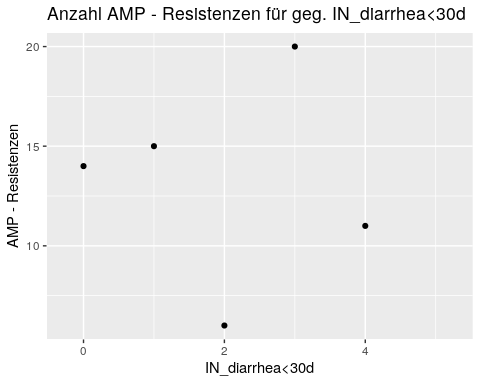 Anzahl AMP - Resistenzen für geg. IN_diarrhea<30d
20
15
10
AMP - Resistenzen
0 2 4
IN_diarrhea<30d